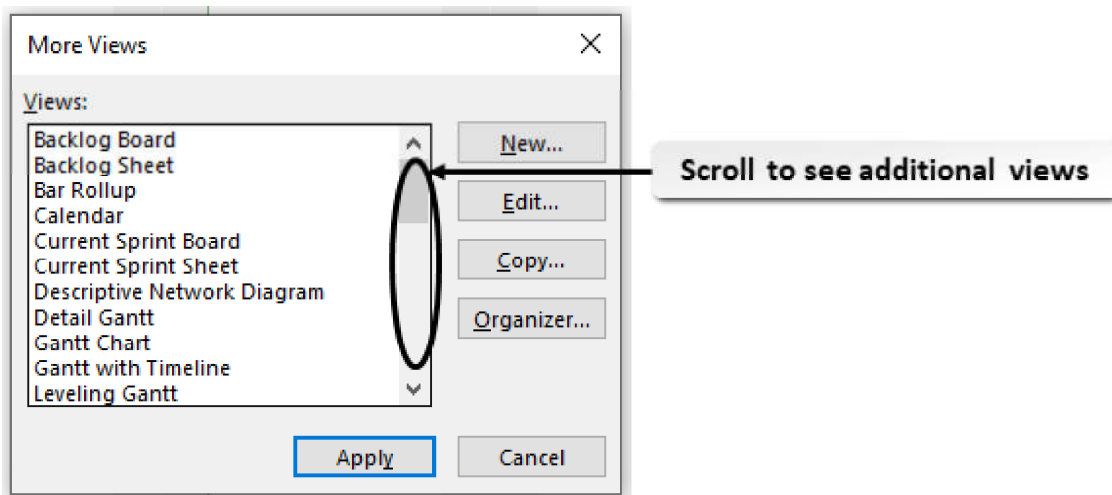 More Views
Views:
Backlog Board
Backlog Sheet
Bar Rollup
Calendar
Current Sprint Board
Current Sprint Sheet
Descriptive Network Diagram
Detail Gantt
Gantt Chart
Gantt with Timeline
Leveling Gantt
New...
Edit...
Copy...
Organizer...
Apply
Cancel
Scroll to see additional views